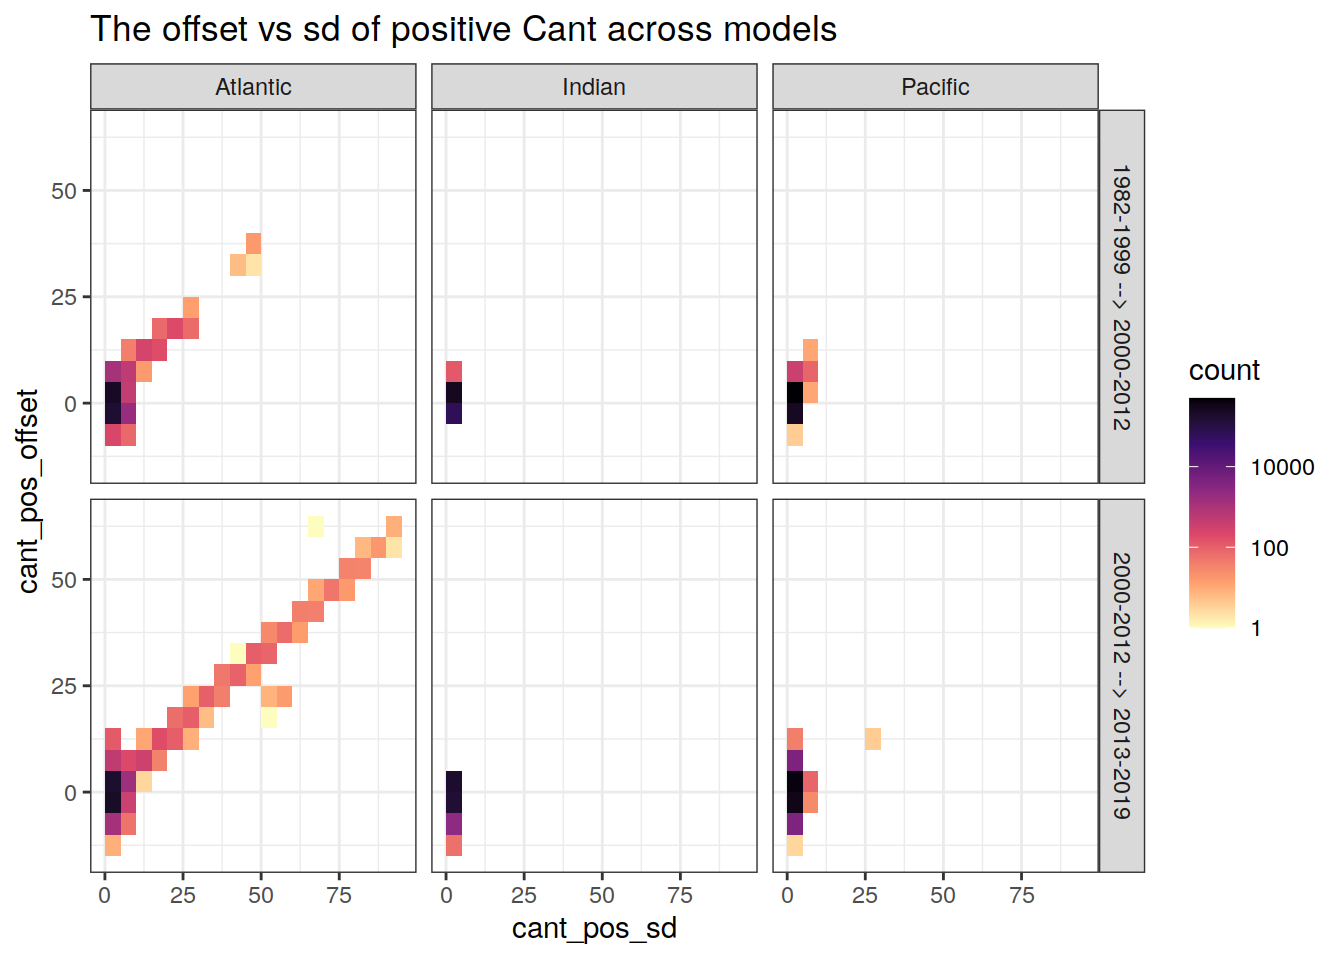 The offset vs sd of positive Cant across models
Atlantic
Indian
Pacific
50
25
0
1982-1999 --> 2000-2012
50
25
0
2000-2012 --> 2013-2019
0 25 50 75
0 25 50 75
0 25 50 75
cant_pos_sd
cant_pos_offset
count
10000
100
1